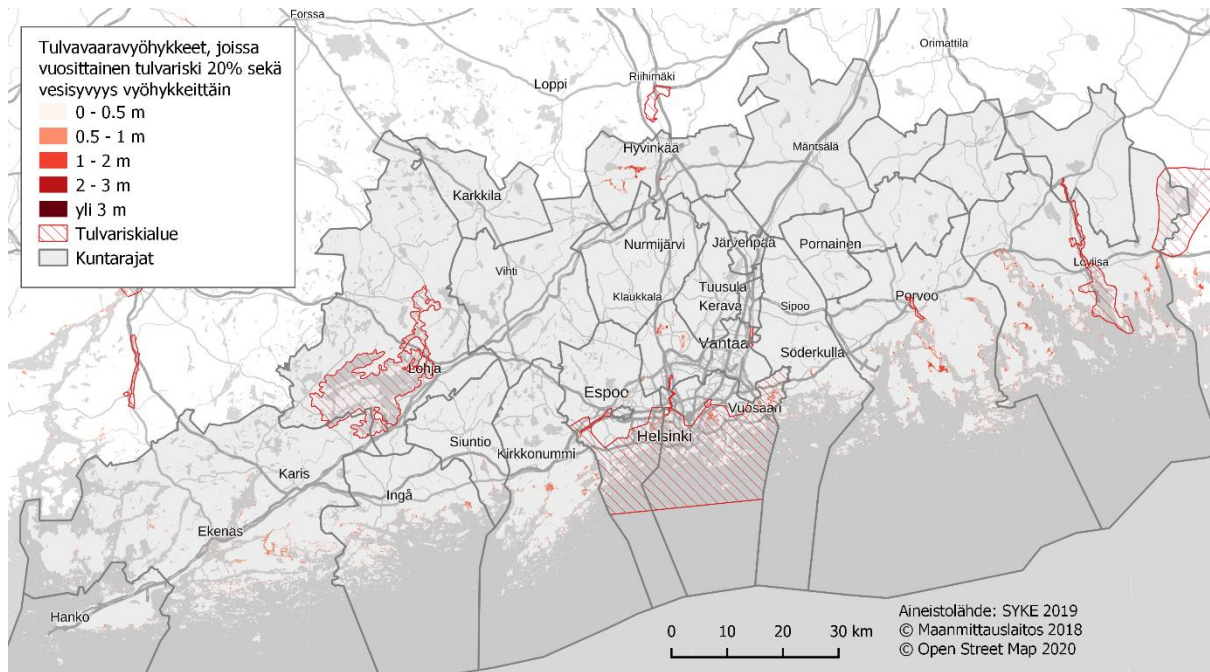 Tulvavaaravyöhykkeet, joissa
vuosittainen tulvariski 20% sekä
vesisyvyys vyöhykkeittäin
0 - 0.5 m
0.5 - 1 m
1 - 2 m
2 - 3 m
yli 3 m
Tulvariskialue
Kuntarajat
Forssa
Loppi
Riihimäki
Orimattila
Hyvinkää
Mäntsälä
Karkkila
Nurmijärvi
Järvenpää
Pornainen
Vihti
Klaukkala
Tuusula
Kerava
Sipoo
Porvoo
Loviisa
Vantaa
Söderkulla
Lohja
Espoo
Vuosaari
Helsinki
Siuntio
Kirkkonummi
Karis
Ingå
Ekenäs
Hanko
0 10 20 30 km
Aineistolähde: SYKE 2019
© Maanmittauslaitos 2018
© Open Street Map 2020